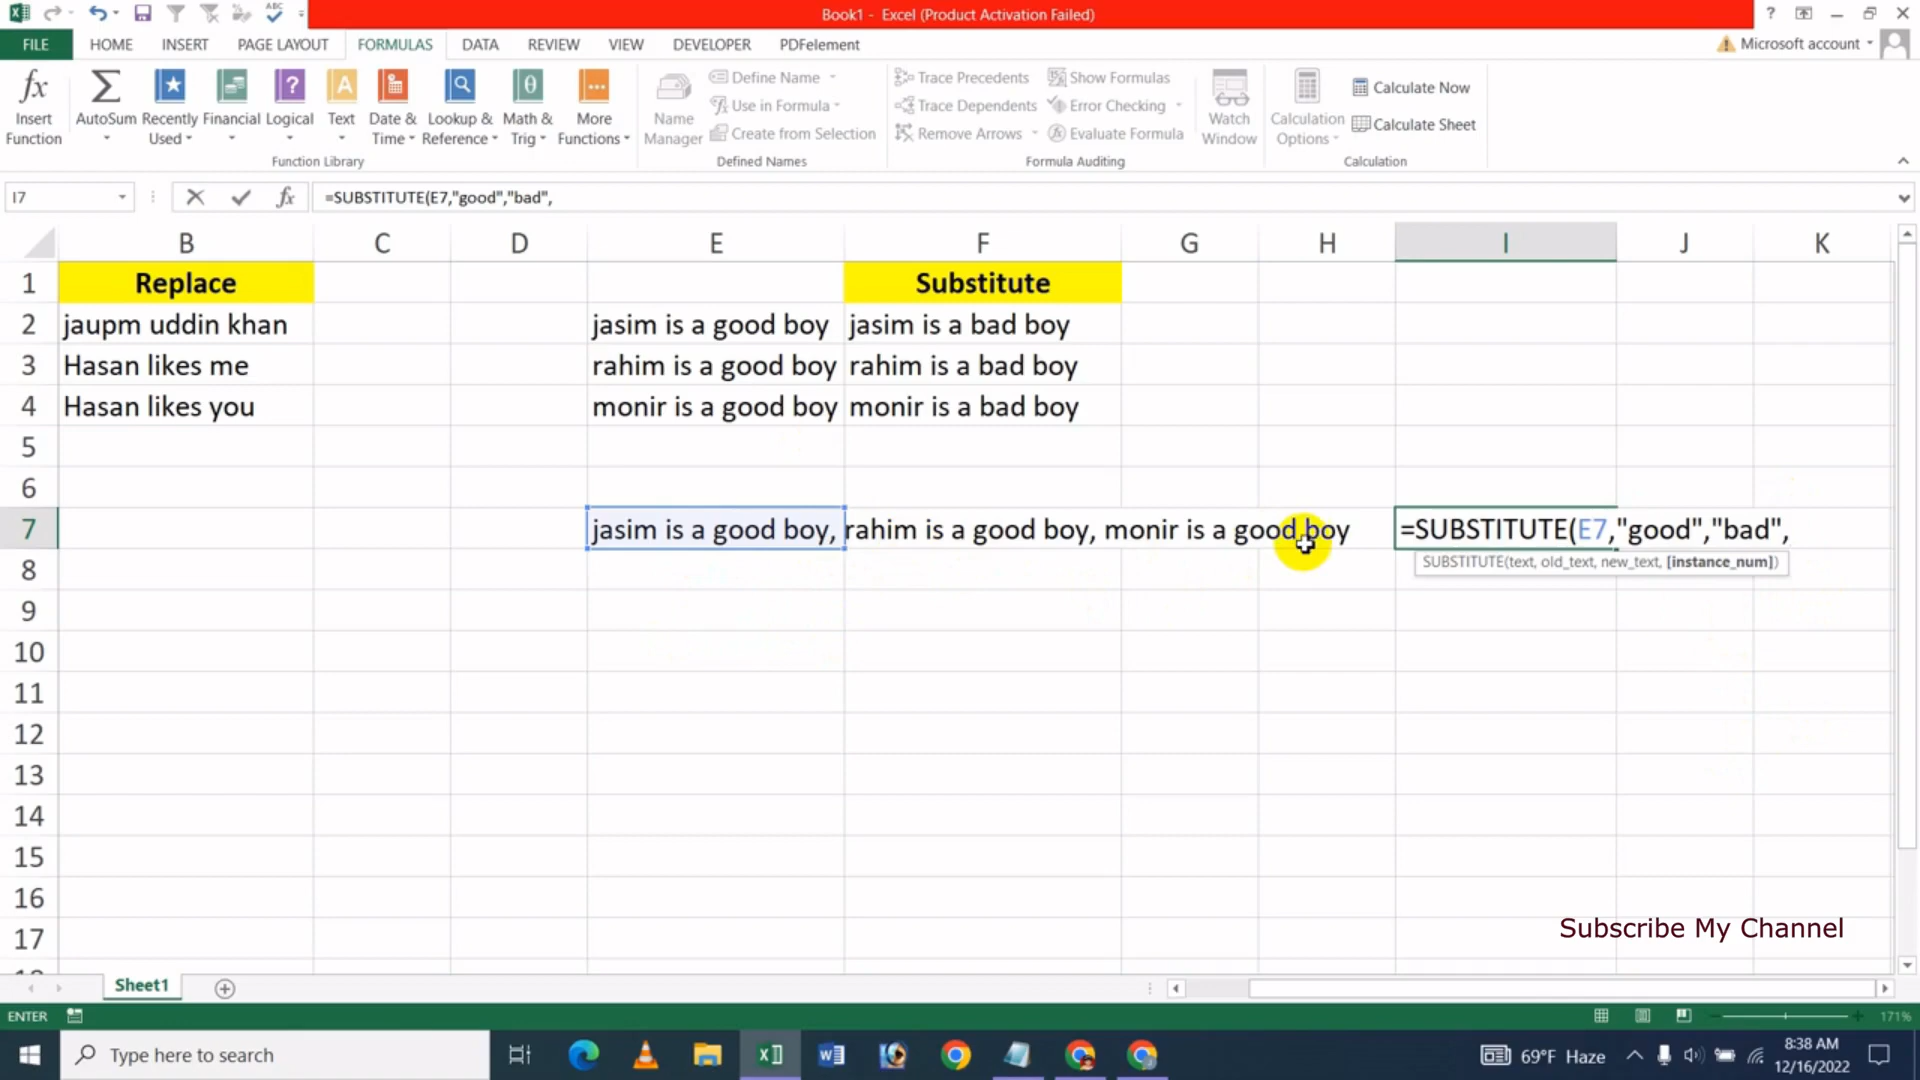 ABC
Book1 - Excel (Product Activation Failed)
?
FILE HOME INSERT PAGE LAYOUT FORMULAS DATA REVIEW VIEW DEVELOPER PDFelement Microsoft account
fx Insert Function
Σ AutoSum
Recently Used
Financial
? Logical
A Text
Date & Time
Lookup & Reference
θ Math & Trig
More Functions
Function Library
Name Manager
Define Name
Use in Formula
Create from Selection
Defined Names
Trace Precedents
Trace Dependents
Remove Arrows
Show Formulas
Error Checking
Evaluate Formula
Formula Auditing
Watch Window
Calculation Options
Calculate Now
Calculate Sheet
Calculation
I7 fx =SUBSTITUTE(E7,"good","bad",
B C D E F G H I J K
1 Replace Substitute
2 jaupm uddin khan jasim is a good boy jasim is a bad boy
3 Hasan likes me rahim is a good boy rahim is a bad boy
4 Hasan likes you monir is a good boy monir is a bad boy
5
6
7 jasim is a good boy, rahim is a good boy, monir is a good boy =SUBSTITUTE(E7,"good","bad",
SUBSTITUTE(text, old_text, new_text, [instance_num])
8
9
10
11
12
13
14
15
16
Subscribe My Channel
17
Sheet1
ENTER 171%
Type here to search
69°F Haze
8:38 AM
12/16/2022